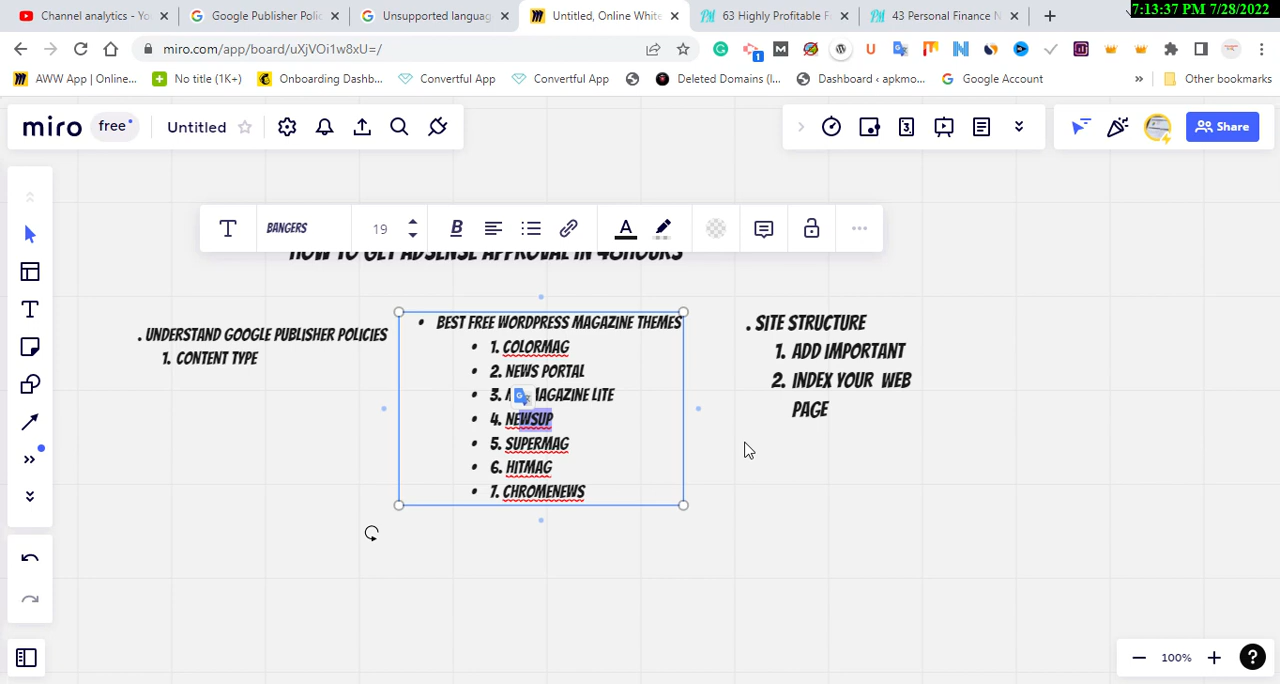 7:13:37 PM 7/28/2022
Channel analytics - Yo
Google Publisher Polic
Unsupported languag
Untitled, Online White
63 Highly Profitable F
43 Personal Finance N
miro.com/app/board/uXjVOi1w8xU=/
AWW App | Online...
No title (1K+)
Onboarding Dashb...
Convertful App
Convertful App
Deleted Domains (l...
Dashboard ‹ apkmo...
Google Account
Other bookmarks
miro free Untitled
Share
BANGERS 19
HOW TO GET ADSENSE APPROVAL IN 48HOURS
. UNDERSTAND GOOGLE PUBLISHER POLICIES
1. CONTENT TYPE
• BEST FREE WORDPRESS MAGAZINE THEMES
• 1. COLORMAG
• 2. NEWS PORTAL
• 3. MAGAZINE LITE
• 4. NEWSUP
• 5. SUPERMAG
• 6. HITMAG
• 7. CHROMENEWS
. SITE STRUCTURE
1. ADD IMPORTANT
2. INDEX YOUR WEB
PAGE
100%